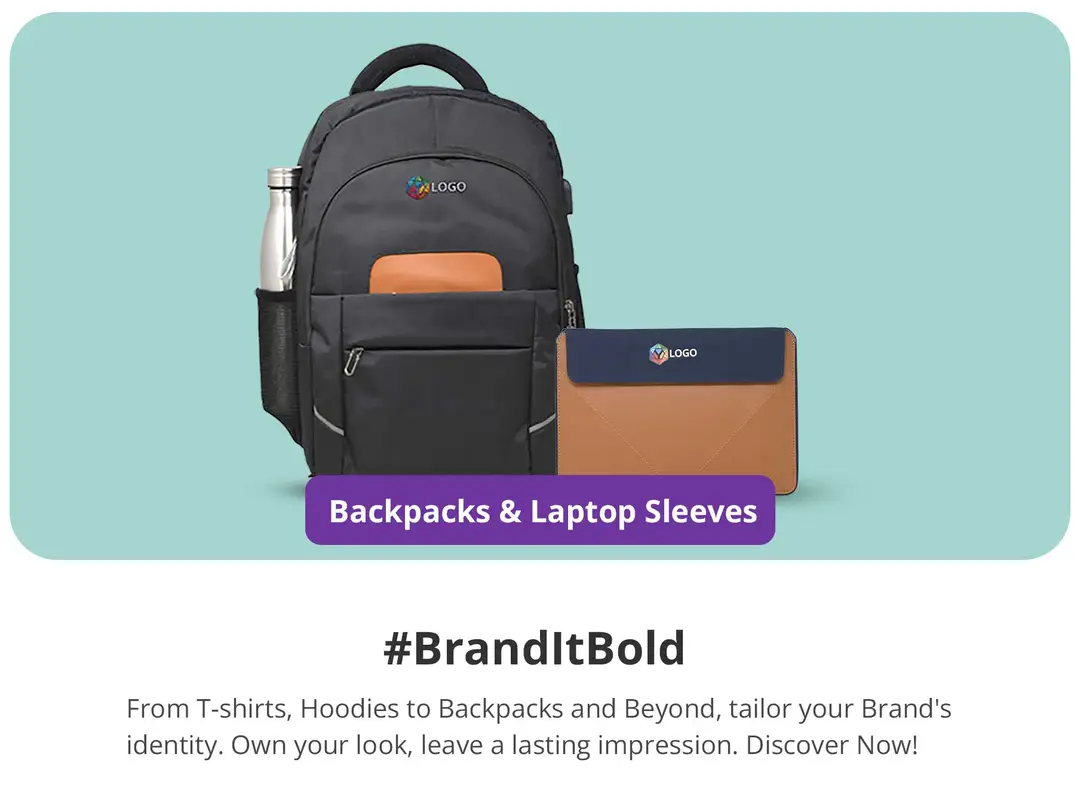 LOGO
LOGO
Backpacks & Laptop Sleeves
#BrandItBold
From T-shirts, Hoodies to Backpacks and Beyond, tailor your Brand's
identity. Own your look, leave a lasting impression. Discover Now!